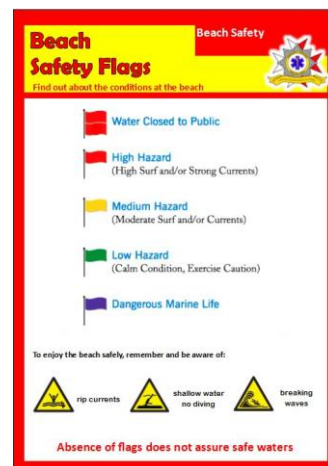 Beach Safety
Beach
Safety Flags
Find out about the conditions at the beach
Water Closed to Public
High Hazard
(High Surf and/or Strong Currents)
Medium Hazard
(Moderate Surf and/or Currents)
Low Hazard
(Calm Condition, Exercise Caution)
Dangerous Marine Life
To enjoy the beach safely, remember and be aware of:
rip currents
shallow water
no diving
breaking
waves
Absence of flags does not assure safe waters